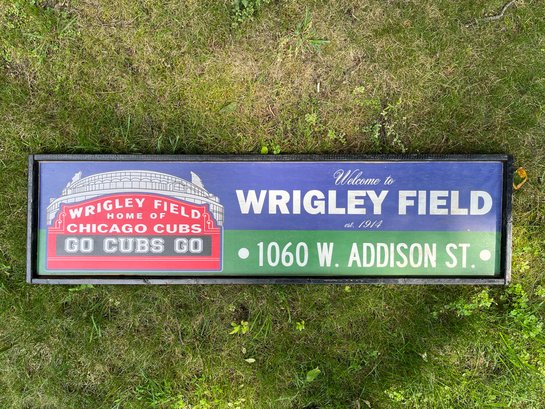 WRIGLEY FIELD
HOME OF
CHICAGO CUBS
GO CUBS GO
Welcome to
WRIGLEY FIELD
est. 1914
• 1060 W. ADDISON ST. •